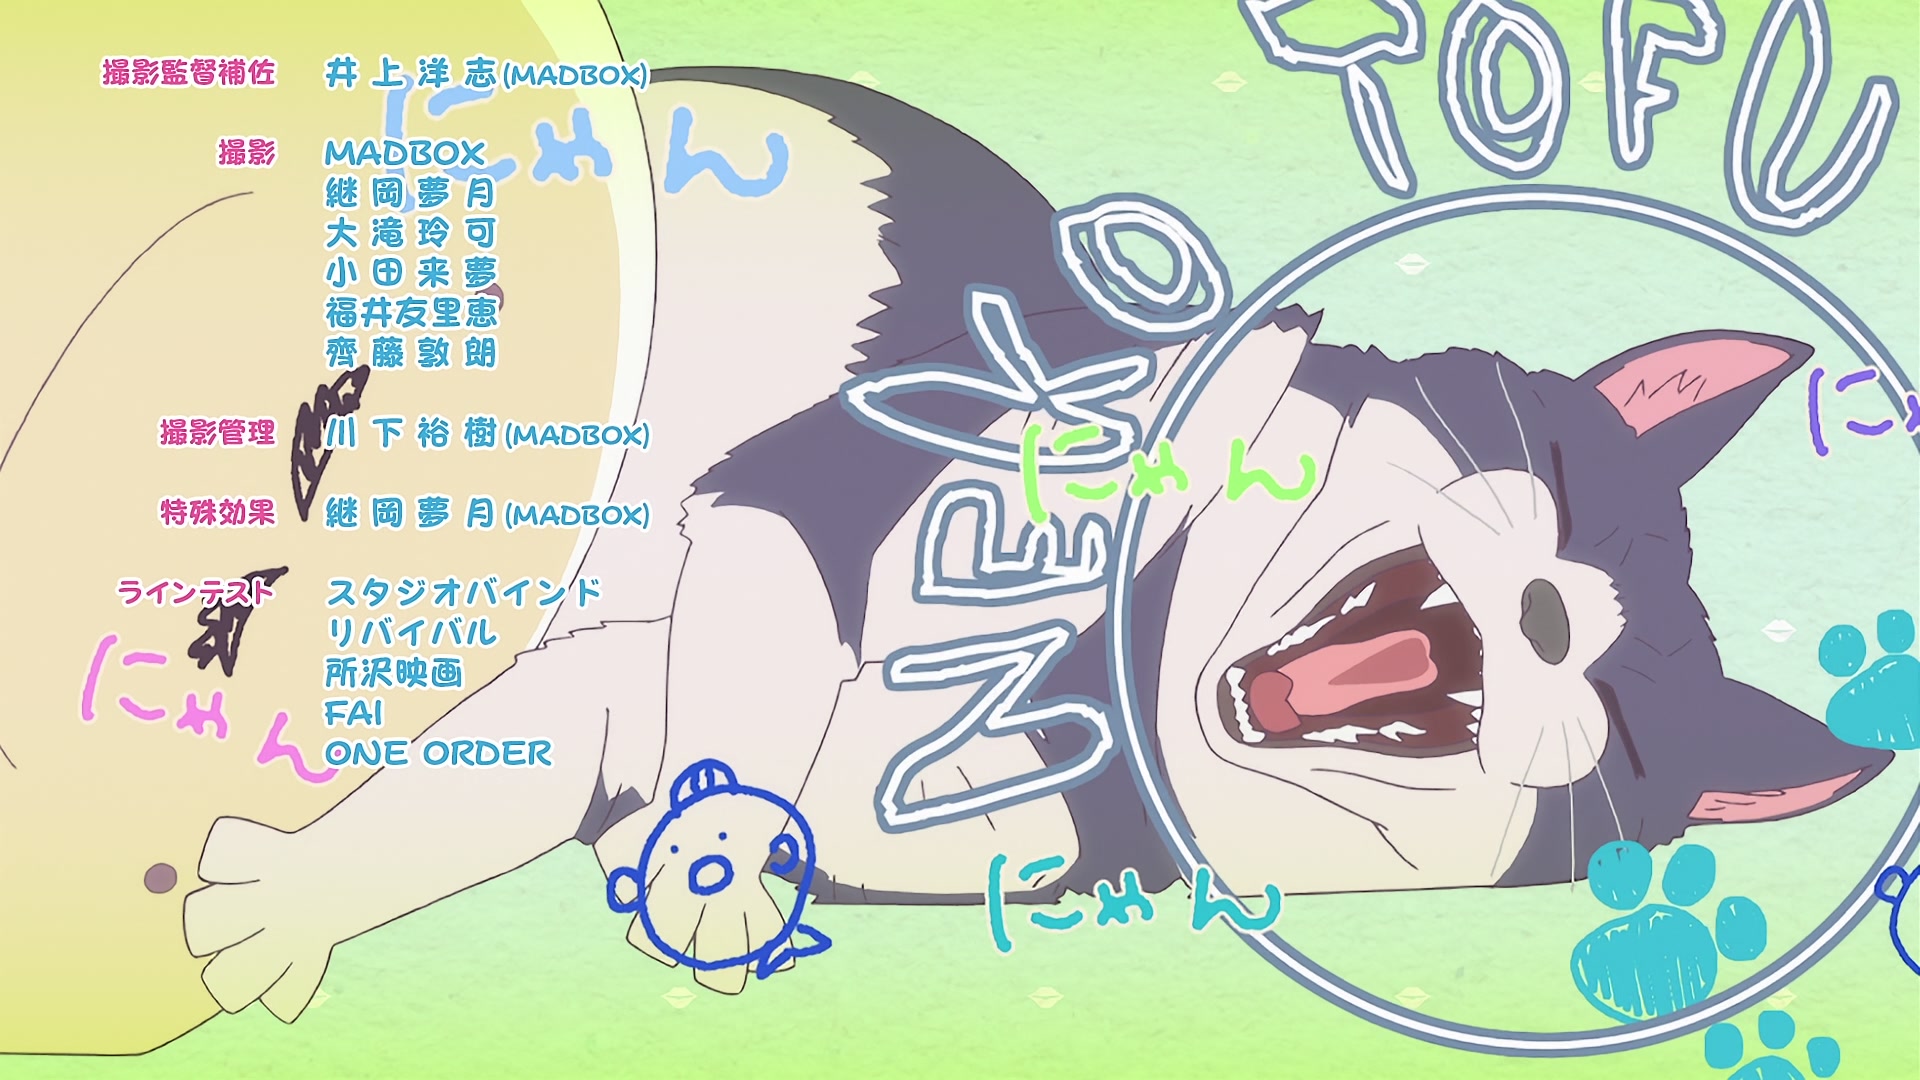 撮影監督補佐 井上洋志(MADBOX)
撮影 MADBOX
継岡夢月
大滝玲可
小田来夢
福井友里恵
齊藤敦朗
撮影管理 川下裕樹(MADBOX)
特殊効果 継岡夢月(MADBOX)
ラインテスト スタジオバインド
リバイバル
所沢映画
FAI
ONE ORDER
にゃん
NEKO
TOFU
にゃん
にゃ
にゃん
にゃん